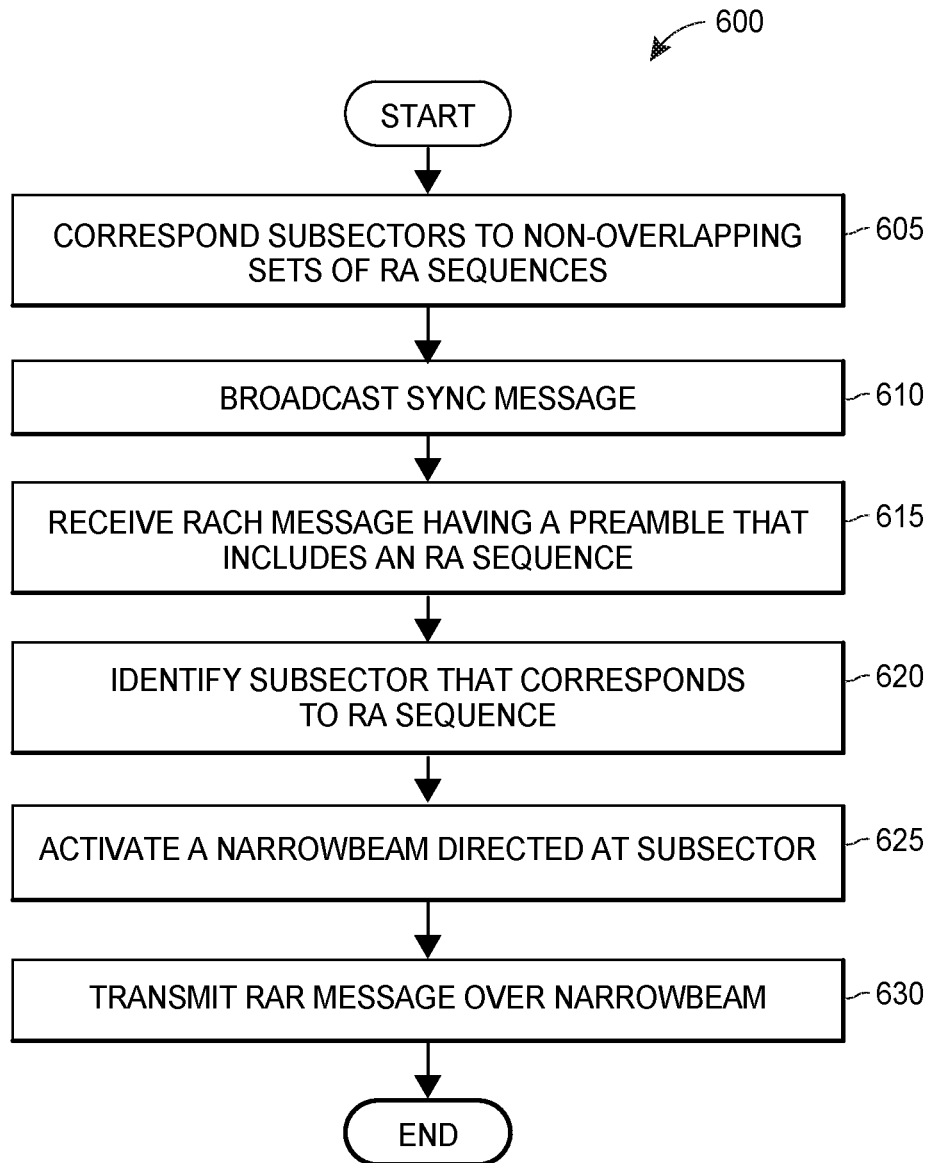 600
START
CORRESPOND SUBSECTORS TO NON-OVERLAPPING
SETS OF RA SEQUENCES
605
BROADCAST SYNC MESSAGE
610
RECEIVE RACH MESSAGE HAVING A PREAMBLE THAT
INCLUDES AN RA SEQUENCE
615
IDENTIFY SUBSECTOR THAT CORRESPONDS
TO RA SEQUENCE
620
ACTIVATE A NARROWBEAM DIRECTED AT SUBSECTOR
625
TRANSMIT RAR MESSAGE OVER NARROWBEAM
630
END